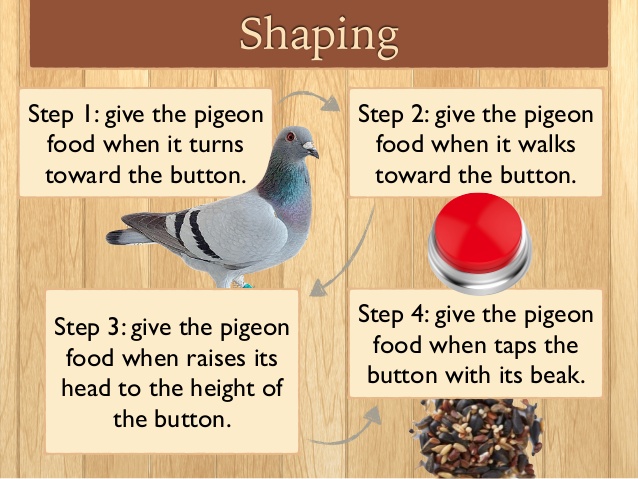 Shaping
Step 1: give the pigeon
food when it turns
toward the button.
Step 2: give the pigeon
food when it walks
toward the button.
Step 3: give the pigeon
food when raises its
head to the height of
the button.
Step 4: give the pigeon
food when taps the
button with its beak.